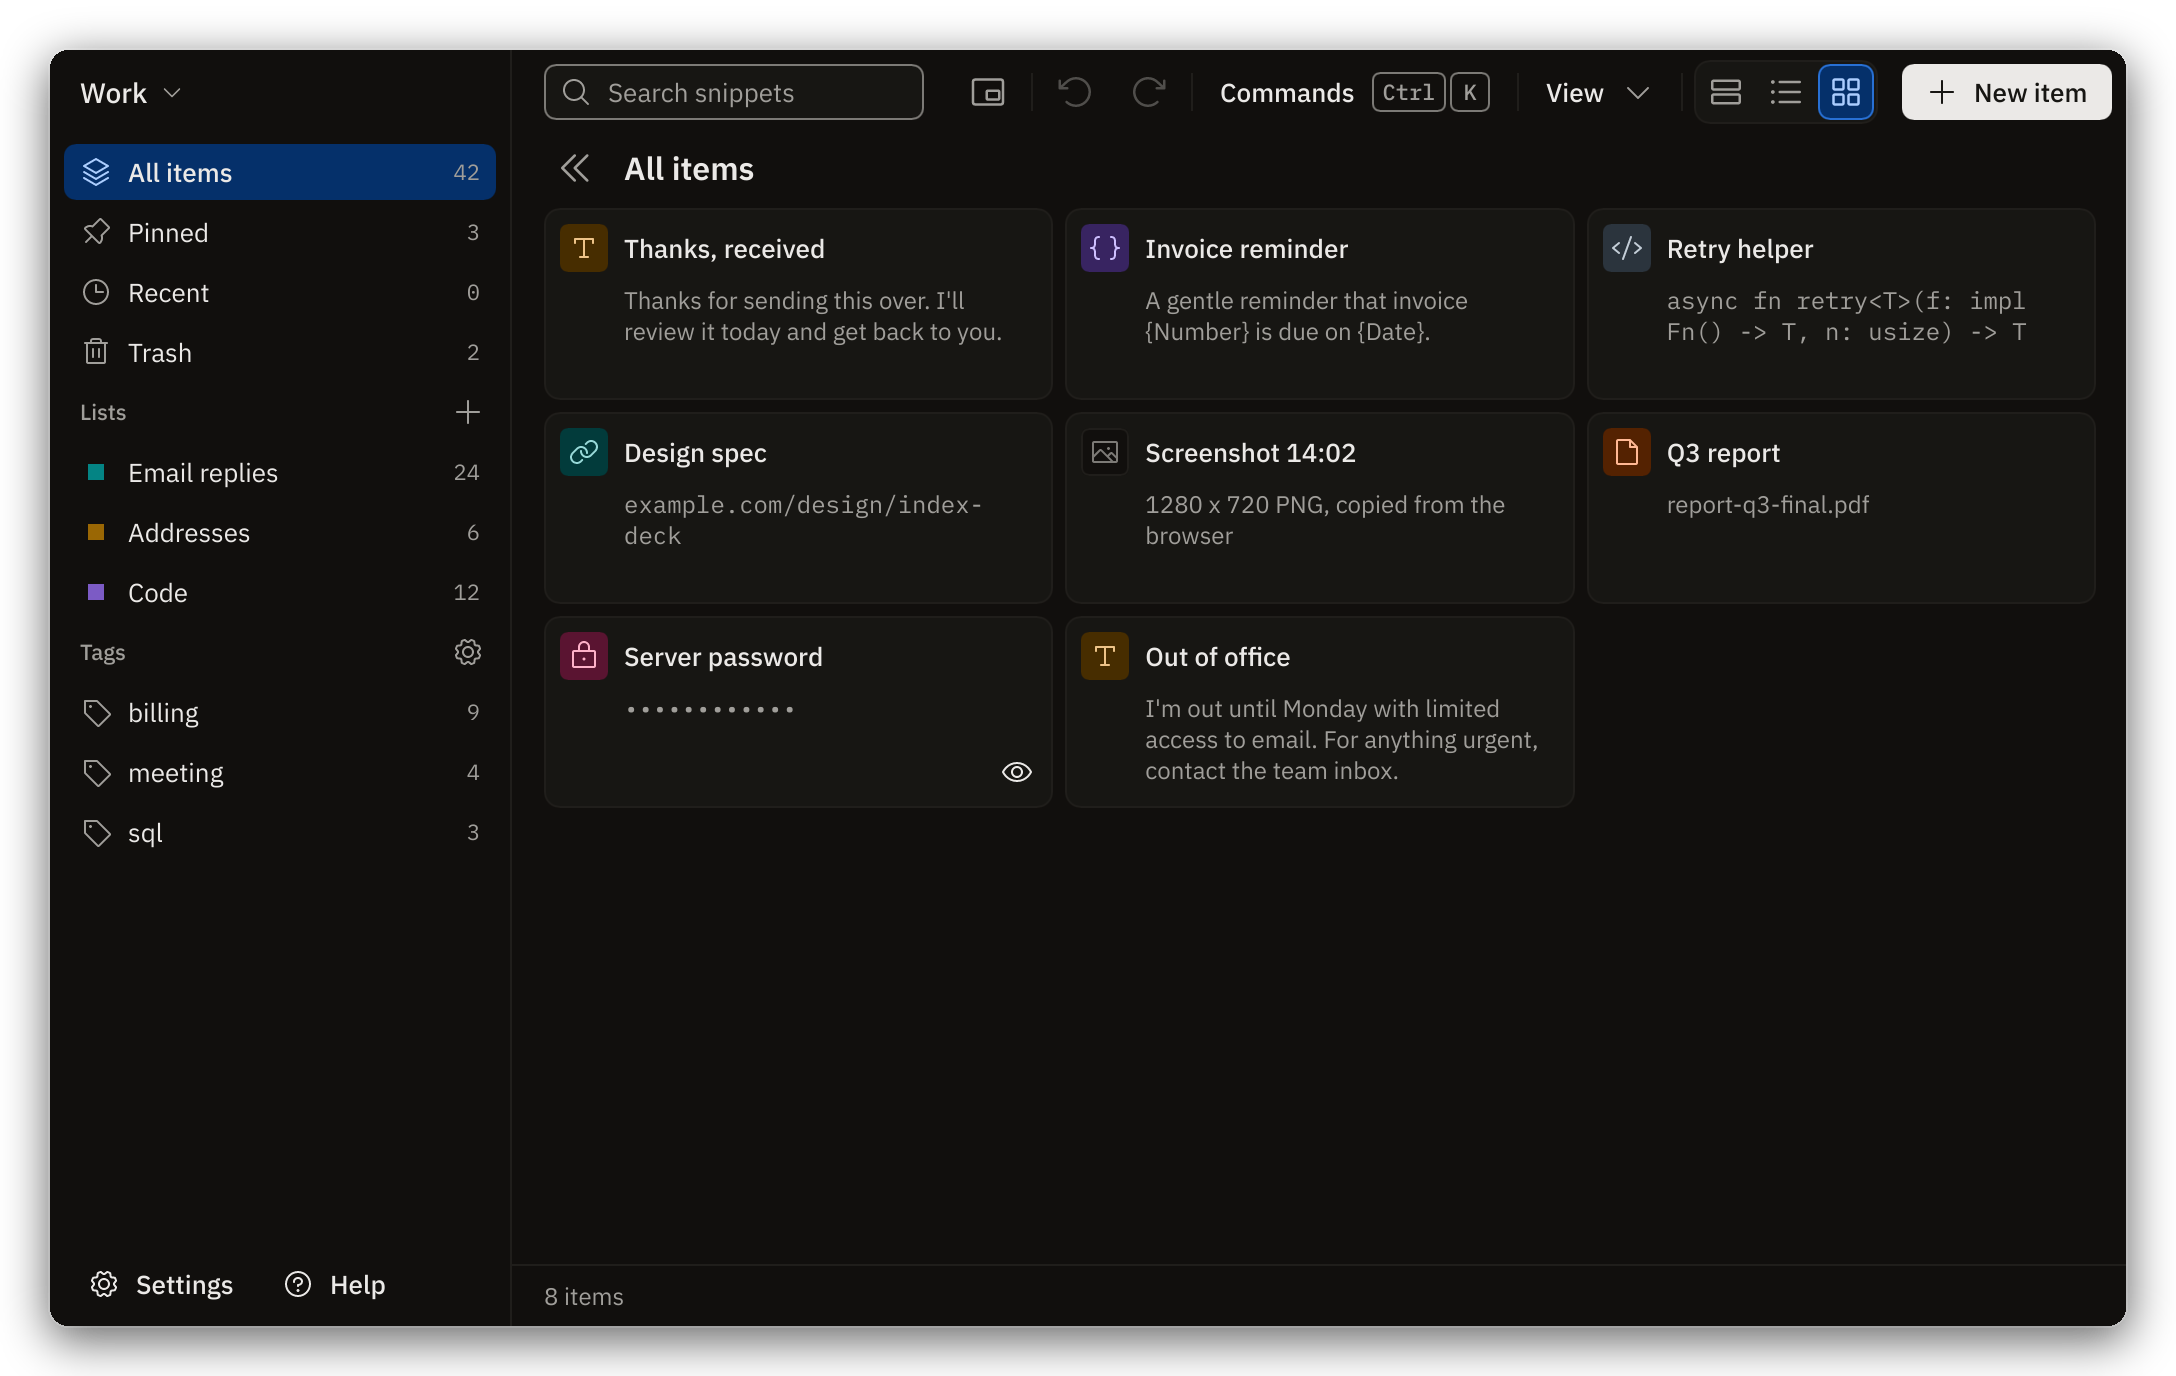 Work
All items 42
Pinned 3
Recent 0
Trash 2
Lists
Email replies 24
Addresses 6
Code 12
Tags
billing 9
meeting 4
sql 3
Settings Help
Search snippets Commands Ctrl K View New item
All items
Thanks, received
Thanks for sending this over. I'll
review it today and get back to you.
Invoice reminder
A gentle reminder that invoice
{Number} is due on {Date}.
Retry helper
async fn retry<T>(f: impl
Fn() -> T, n: usize) -> T
Design spec
example.com/design/index-
deck
Screenshot 14:02
1280 x 720 PNG, copied from the
browser
Q3 report
report-q3-final.pdf
Server password
••••••••••••
Out of office
I'm out until Monday with limited
access to email. For anything urgent,
contact the team inbox.
8 items